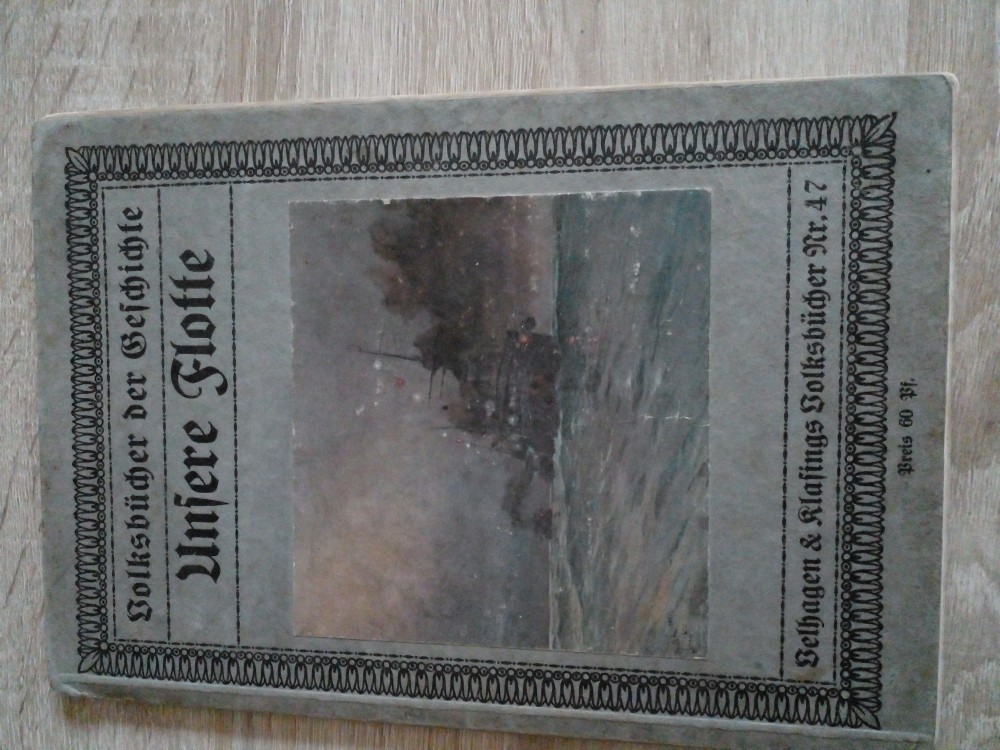 Volksbücher der Geschichte
Unsere Flotte
Velhagen & Klasings Volksbücher Nr. 47
Preis 60 Pf.